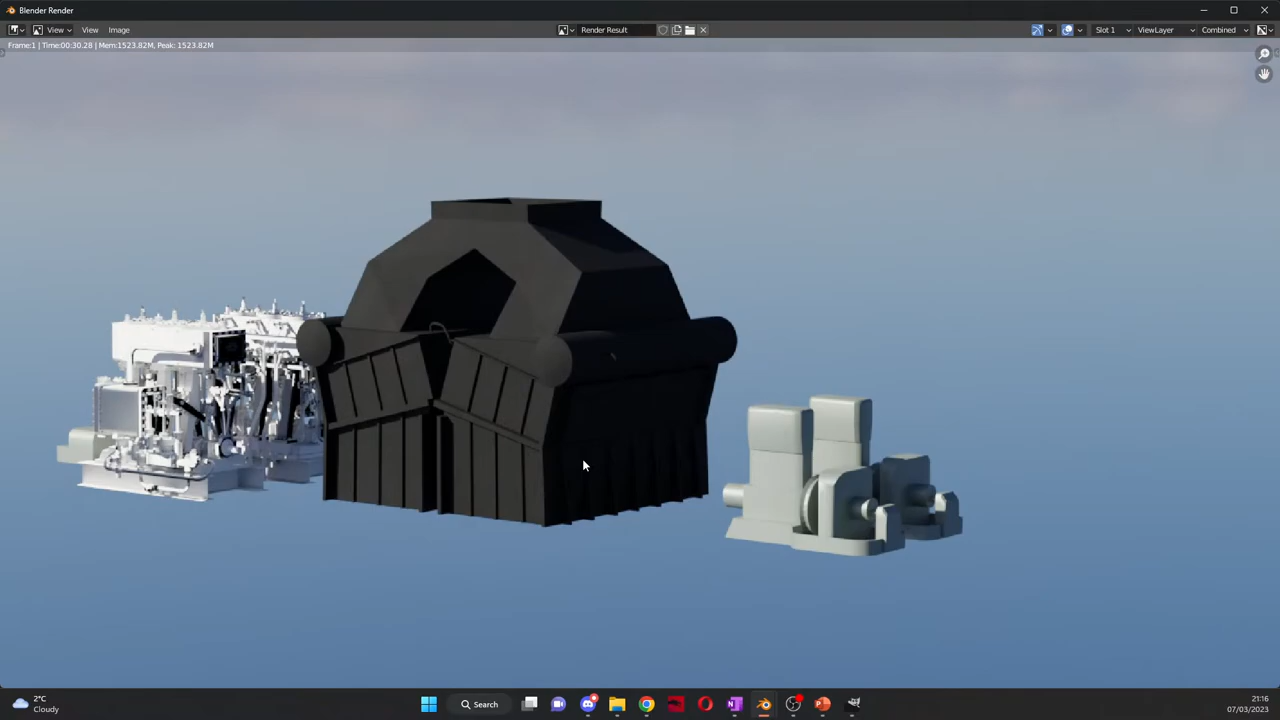 Blender Render
View View Image Render Result Slot 1 ViewLayer Combined
Frame:1 | Time:00:30.28 | Mem:1523.82M, Peak: 1523.82M
2°C
Cloudy
Search
21:16
07/03/2023